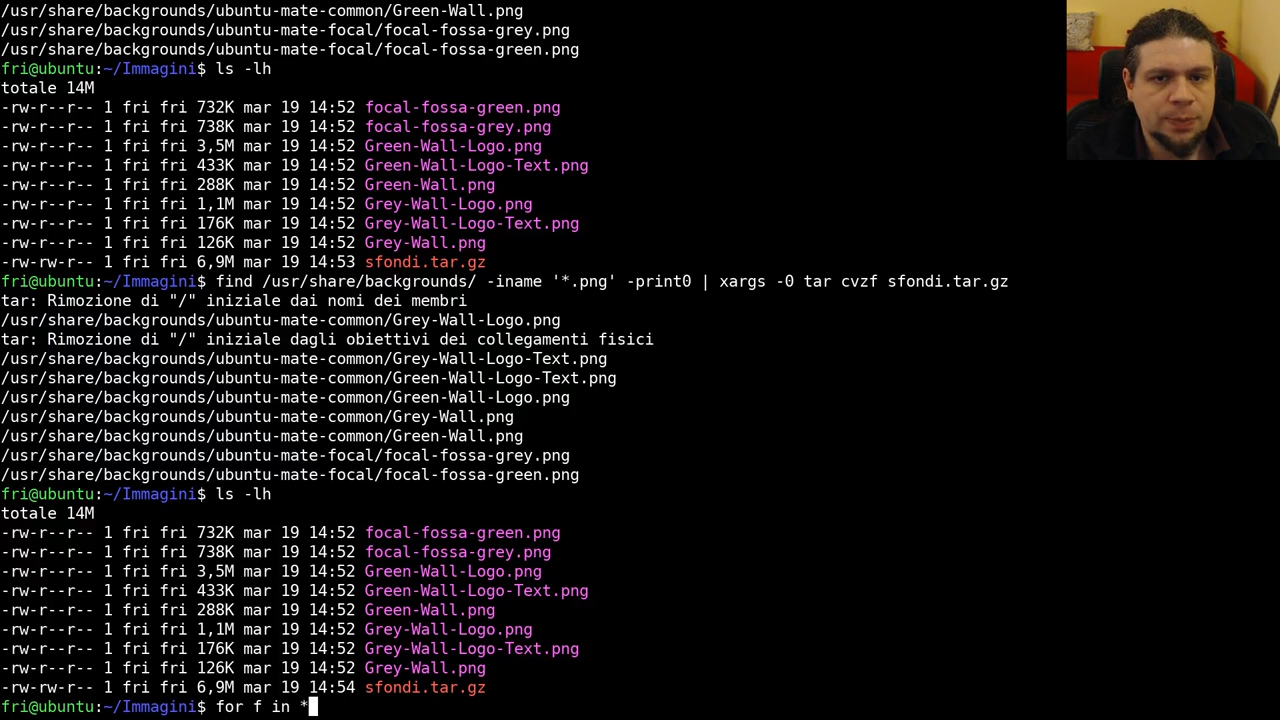 /usr/share/backgrounds/ubuntu-mate-common/Green-Wall.png
/usr/share/backgrounds/ubuntu-mate-focal/focal-fossa-grey.png
/usr/share/backgrounds/ubuntu-mate-focal/focal-fossa-green.png
fri@ubuntu:~/Immagini$ ls -lh
totale 14M
-rw-r--r-- 1 fri fri 732K mar 19 14:52 focal-fossa-green.png
-rw-r--r-- 1 fri fri 738K mar 19 14:52 focal-fossa-grey.png
-rw-r--r-- 1 fri fri 3,5M mar 19 14:52 Green-Wall-Logo.png
-rw-r--r-- 1 fri fri 433K mar 19 14:52 Green-Wall-Logo-Text.png
-rw-r--r-- 1 fri fri 288K mar 19 14:52 Green-Wall.png
-rw-r--r-- 1 fri fri 1,1M mar 19 14:52 Grey-Wall-Logo.png
-rw-r--r-- 1 fri fri 176K mar 19 14:52 Grey-Wall-Logo-Text.png
-rw-r--r-- 1 fri fri 126K mar 19 14:52 Grey-Wall.png
-rw-r--r-- 1 fri fri 6,9M mar 19 14:53 sfondi.tar.gz
fri@ubuntu:~/Immagini$ find /usr/share/backgrounds/ -iname '*.png' -print0 | xargs -0 tar cvzf sfondi.tar.gz
tar: Rimozione di "/" iniziale dai nomi dei membri
/usr/share/backgrounds/ubuntu-mate-common/Grey-Wall-Logo.png
tar: Rimozione di "/" iniziale dagli obiettivi dei collegamenti fisici
/usr/share/backgrounds/ubuntu-mate-common/Grey-Wall-Logo-Text.png
/usr/share/backgrounds/ubuntu-mate-common/Green-Wall-Logo-Text.png
/usr/share/backgrounds/ubuntu-mate-common/Green-Wall-Logo.png
/usr/share/backgrounds/ubuntu-mate-common/Grey-Wall.png
/usr/share/backgrounds/ubuntu-mate-common/Green-Wall.png
/usr/share/backgrounds/ubuntu-mate-focal/focal-fossa-grey.png
/usr/share/backgrounds/ubuntu-mate-focal/focal-fossa-green.png
fri@ubuntu:~/Immagini$ ls -lh
totale 14M
-rw-r--r-- 1 fri fri 732K mar 19 14:52 focal-fossa-green.png
-rw-r--r-- 1 fri fri 738K mar 19 14:52 focal-fossa-grey.png
-rw-r--r-- 1 fri fri 3,5M mar 19 14:52 Green-Wall-Logo.png
-rw-r--r-- 1 fri fri 433K mar 19 14:52 Green-Wall-Logo-Text.png
-rw-r--r-- 1 fri fri 288K mar 19 14:52 Green-Wall.png
-rw-r--r-- 1 fri fri 1,1M mar 19 14:52 Grey-Wall-Logo.png
-rw-r--r-- 1 fri fri 176K mar 19 14:52 Grey-Wall-Logo-Text.png
-rw-r--r-- 1 fri fri 126K mar 19 14:52 Grey-Wall.png
-rw-rw-r-- 1 fri fri 6,9M mar 19 14:54 sfondi.tar.gz
fri@ubuntu:~/Immagini$ for f in *